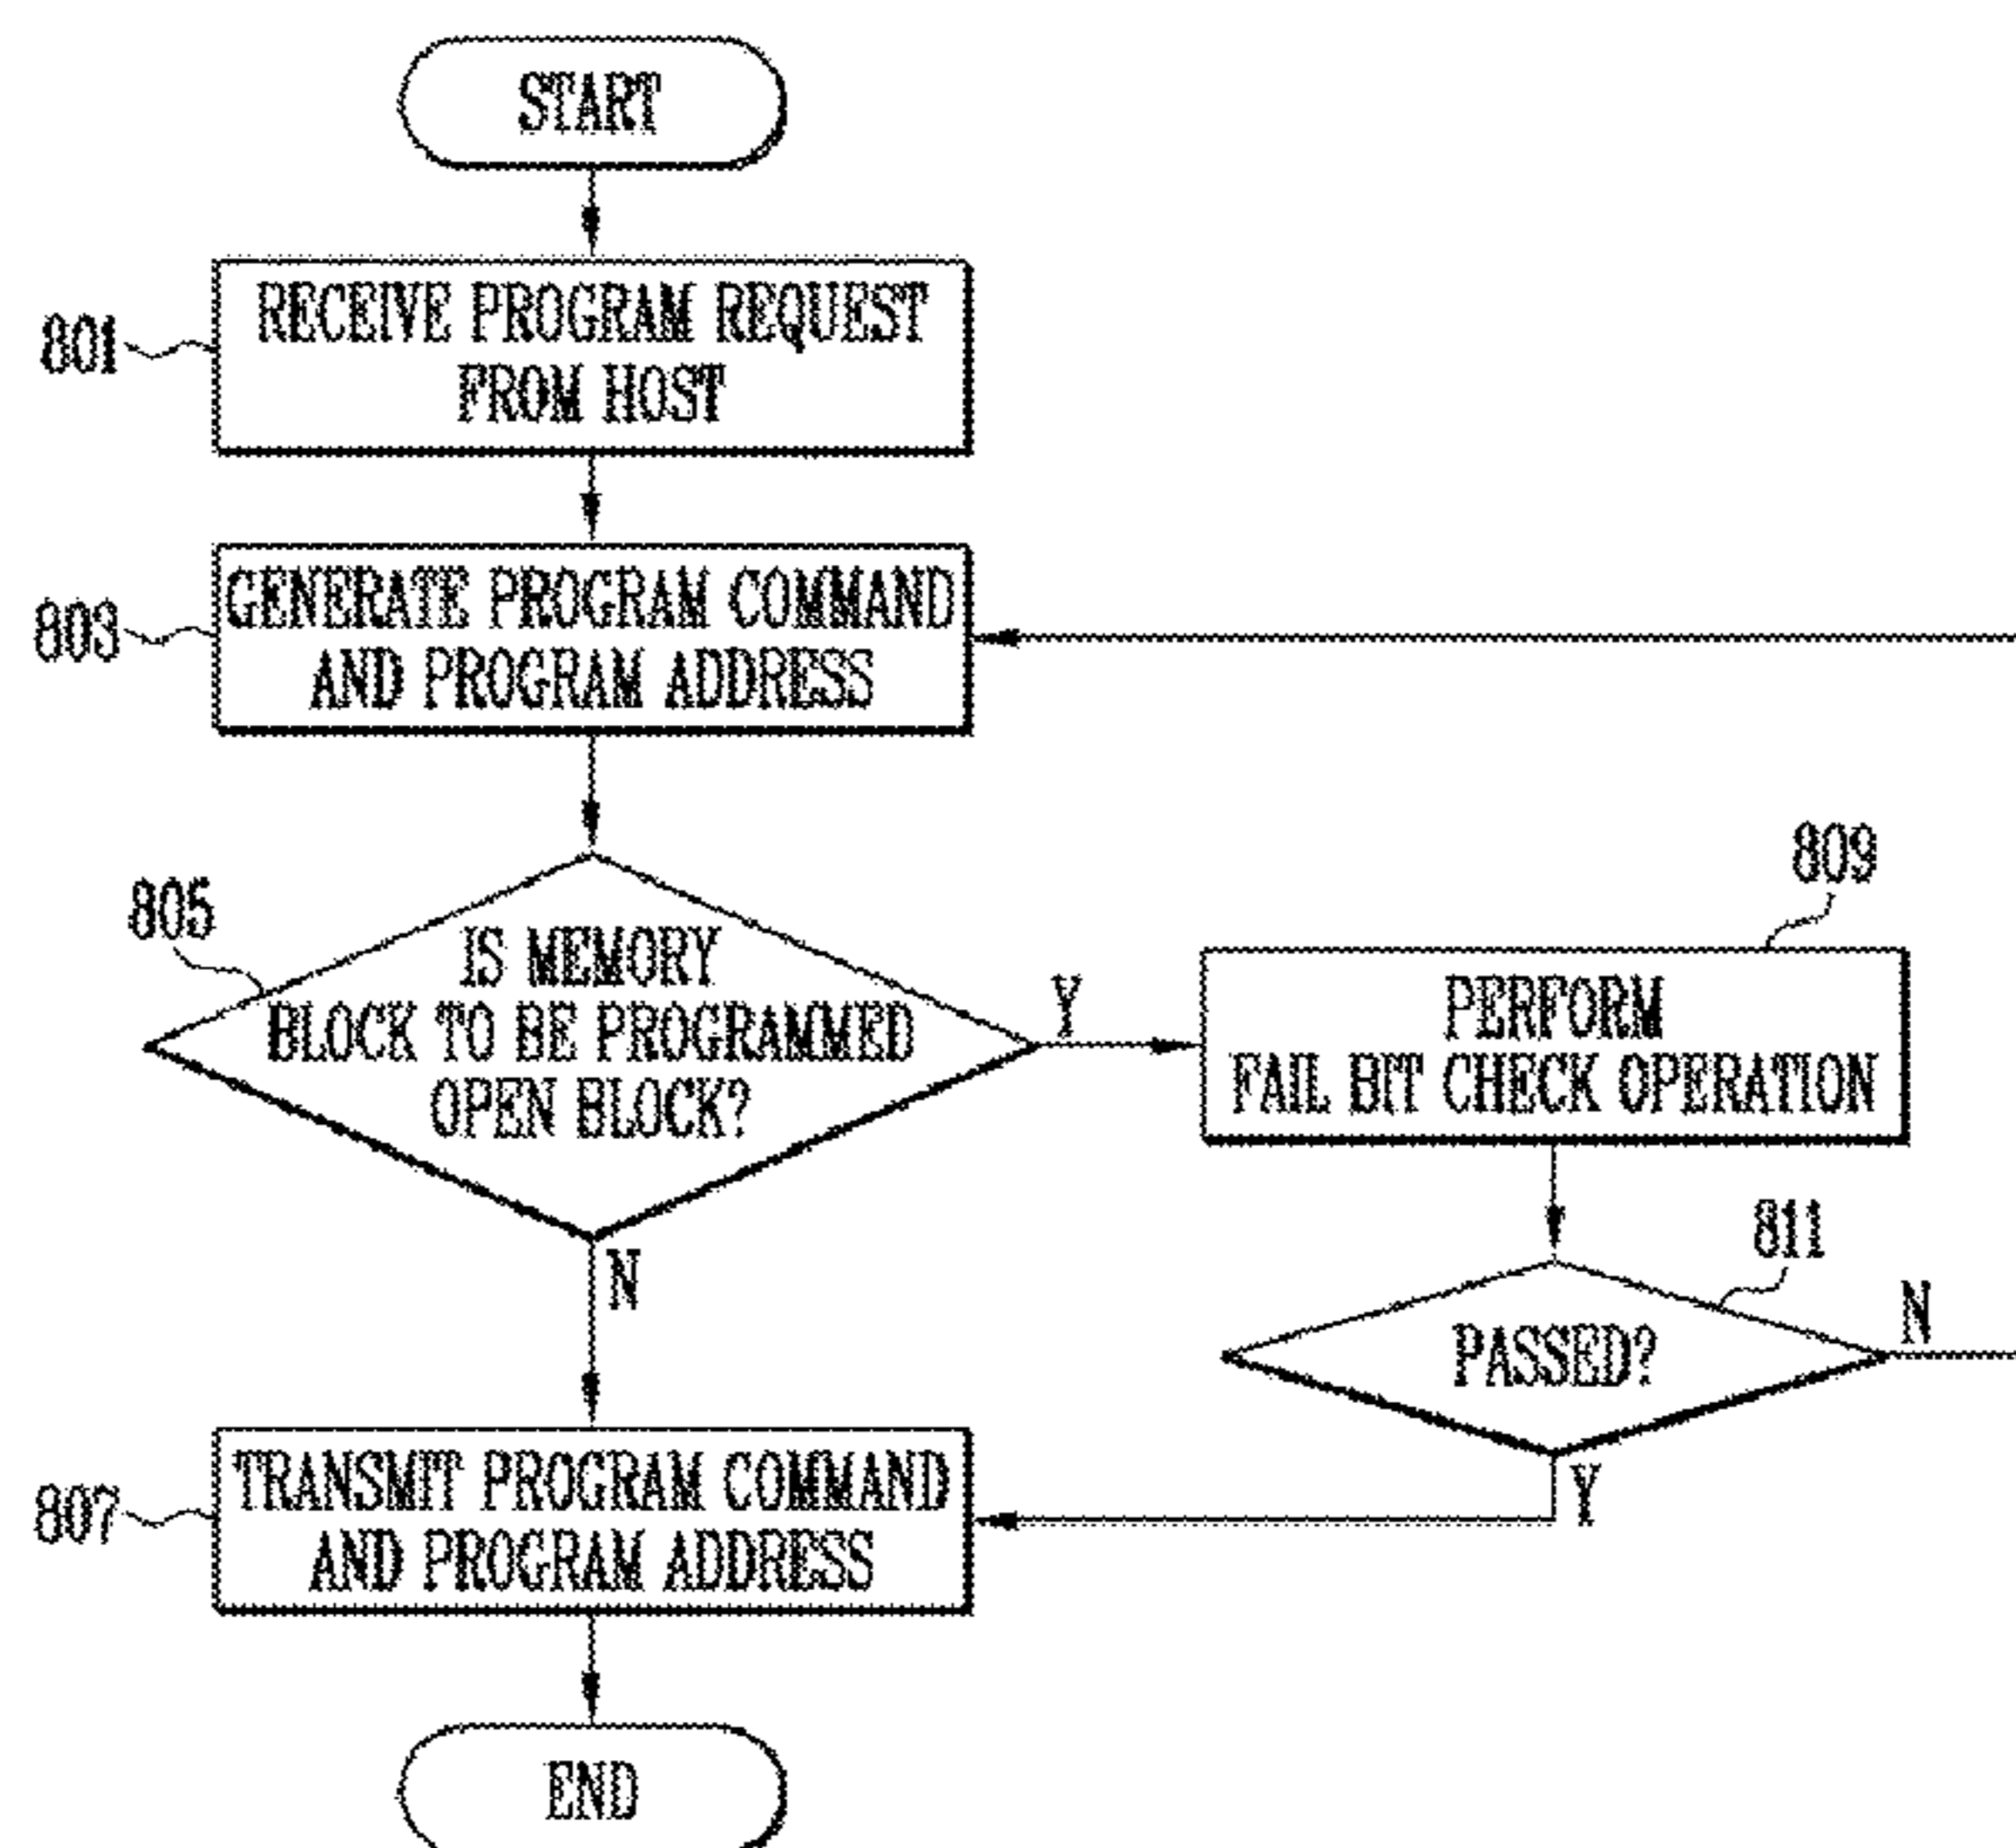 START
801
RECEIVE PROGRAM REQUEST
FROM HOST
803
GENERATE PROGRAM COMMAND
AND PROGRAM ADDRESS
805
IS MEMORY
BLOCK TO BE PROGRAMMED
OPEN BLOCK?
Y
N
809
PERFORM
FAIL BIT CHECK OPERATION
811
PASSED?
N
Y
807
TRANSMIT PROGRAM COMMAND
AND PROGRAM ADDRESS
END